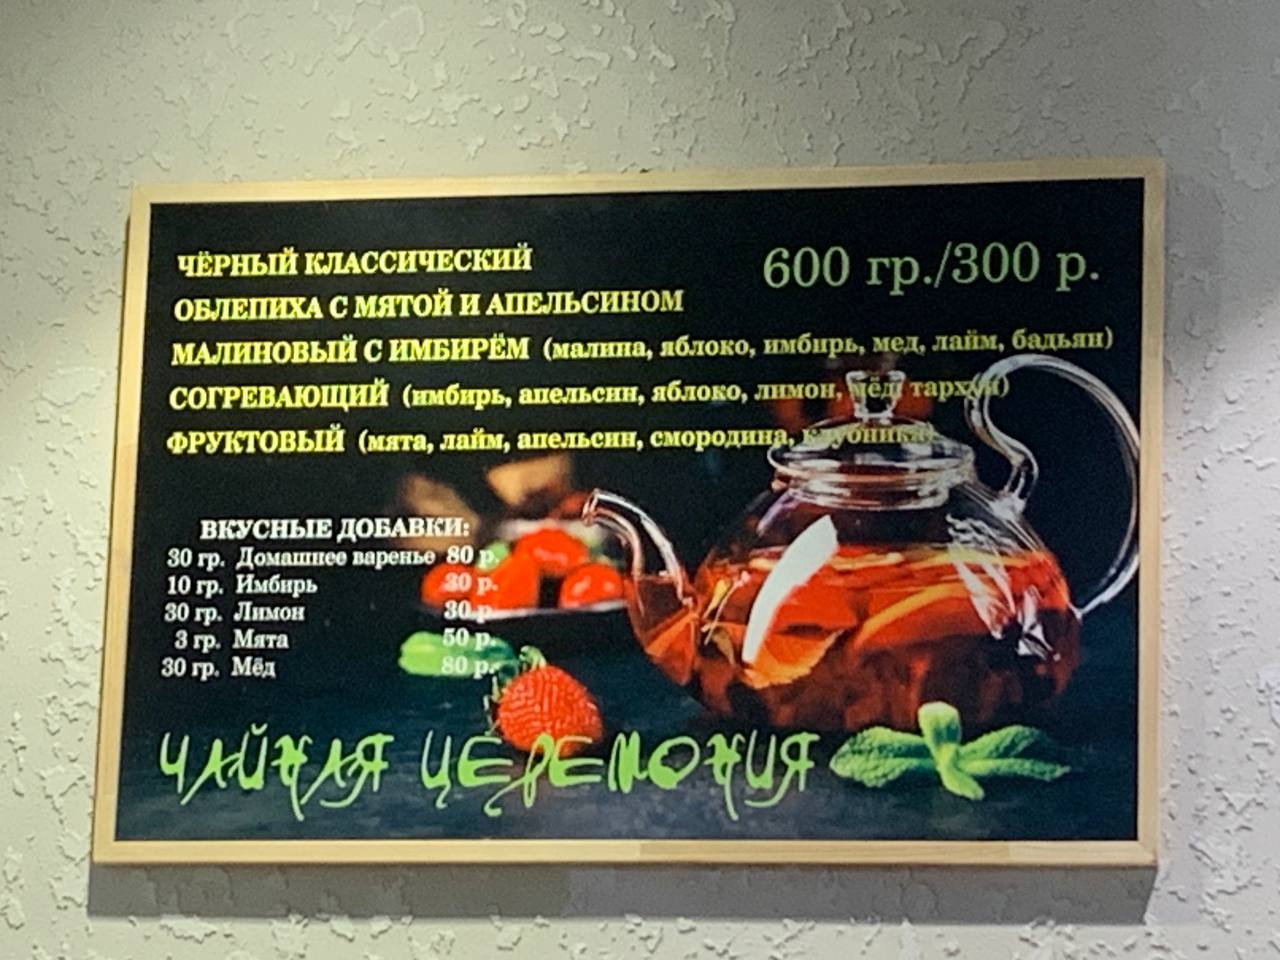 ЧЁРНЫЙ КЛАССИЧЕСКИЙ
600 гр./300 р.
ОБЛЕПИХА С МЯТОЙ И АПЕЛЬСИНОМ
МАЛИНОВЫЙ С ИМБИРЁМ (малина, яблоко, имбирь, мед, лайм, бадьян)
СОГРЕВАЮЩИЙ (имбирь, апельсин, яблоко, лимон, мёд, тархун)
ФРУКТОВЫЙ (мята, лайм, апельсин, смородина, клубника)
ВКУСНЫЕ ДОБАВКИ:
30 гр. Домашнее варенье 80 р.
10 гр. Имбирь 30 р.
30 гр. Лимон 30 р.
3 гр. Мята 50 р.
30 гр. Мёд 80 р.
ЧАЙНАЯ ЦЕРЕМОНИЯ